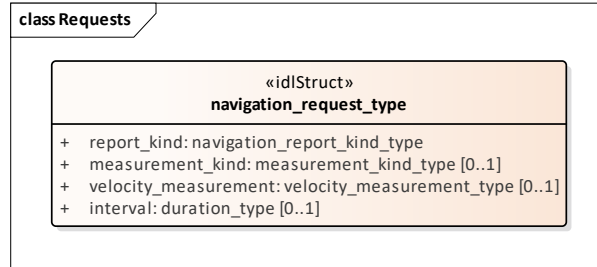 class Requests
«idlStruct»
navigation_request_type
+ report_kind: navigation_report_kind_type
+ measurement_kind: measurement_kind_type [0..1]
+ velocity_measurement: velocity_measurement_type [0..1]
+ interval: duration_type [0..1]